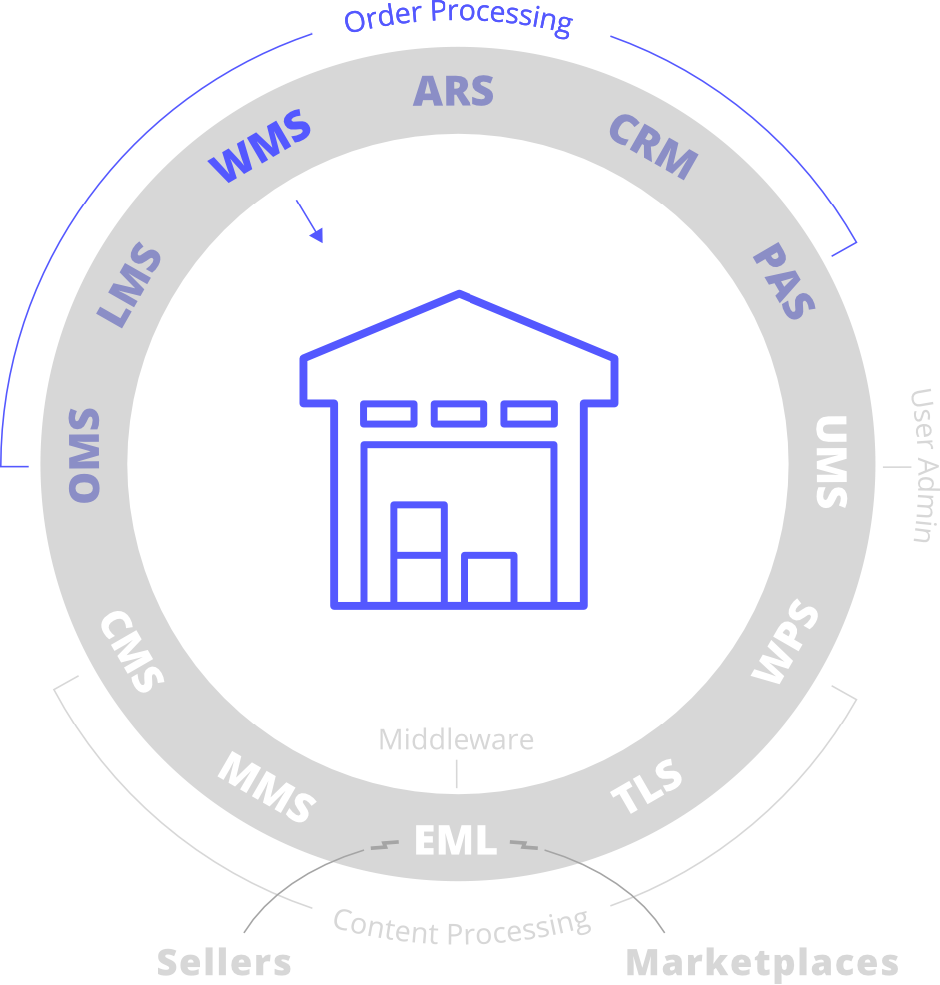 Order Processing
ARS
WMS
CRM
LMS
PAS
OMS
UMS
User Admin
CMS
WPS
Middleware
MMS
TLS
EML
Content Processing
Sellers
Marketplaces